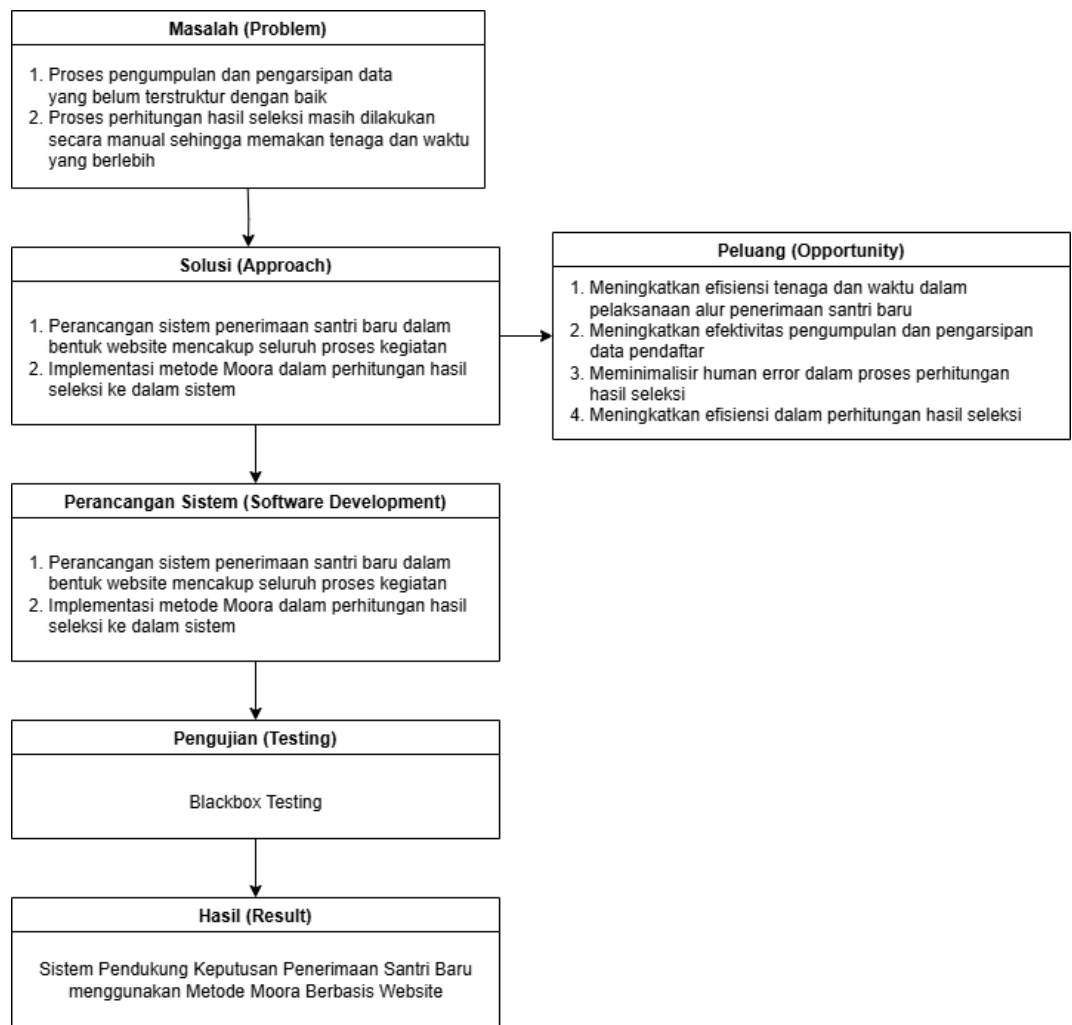 Masalah (Problem)
1. Proses pengumpulan dan pengarsipan data
yang belum terstruktur dengan baik
2. Proses perhitungan hasil seleksi masih dilakukan
secara manual sehingga memakan tenaga dan waktu
yang berlebih
Solusi (Approach)
1. Perancangan sistem penerimaan santri baru dalam
bentuk website mencakup seluruh proses kegiatan
2. Implementasi metode Moora dalam perhitungan hasil
seleksi ke dalam sistem
Peluang (Opportunity)
1. Meningkatkan efisiensi tenaga dan waktu dalam
pelaksanaan alur penerimaan santri baru
2. Meningkatkan efektivitas pengumpulan dan pengarsipan
data pendaftar
3. Meminimalisir human error dalam proses perhitungan
hasil seleksi
4. Meningkatkan efisiensi dalam perhitungan hasil seleksi
Perancangan Sistem (Software Development)
1. Perancangan sistem penerimaan santri baru dalam
bentuk website mencakup seluruh proses kegiatan
2. Implementasi metode Moora dalam perhitungan hasil
seleksi ke dalam sistem
Pengujian (Testing)
Blackbox Testing
Hasil (Result)
Sistem Pendukung Keputusan Penerimaan Santri Baru
menggunakan Metode Moora Berbasis Website